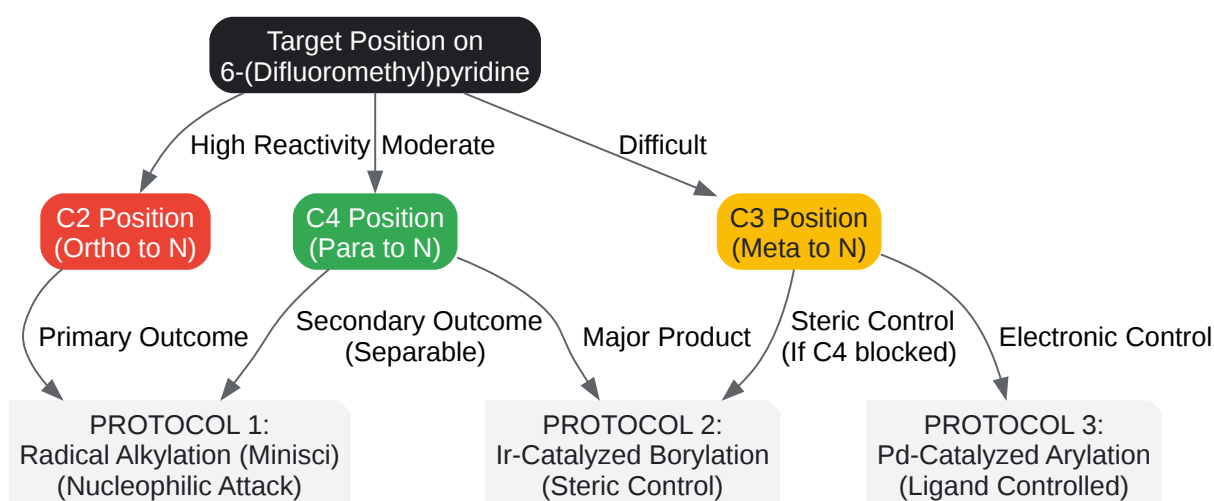 Target Position on
6-(Difluoromethyl)pyridine
High Reactivity
Moderate
Difficult
C2 Position
(Ortho to N)
C4 Position
(Para to N)
C3 Position
(Meta to N)
Primary Outcome
Secondary Outcome
(Separable)
Major Product
Steric Control
(If C4 blocked)
Electronic Control
PROTOCOL 1:
Radical Alkylation (Minisci)
(Nucleophilic Attack)
PROTOCOL 2:
Ir-Catalyzed Borylation
(Steric Control)
PROTOCOL 3:
Pd-Catalyzed Arylation
(Ligand Controlled)